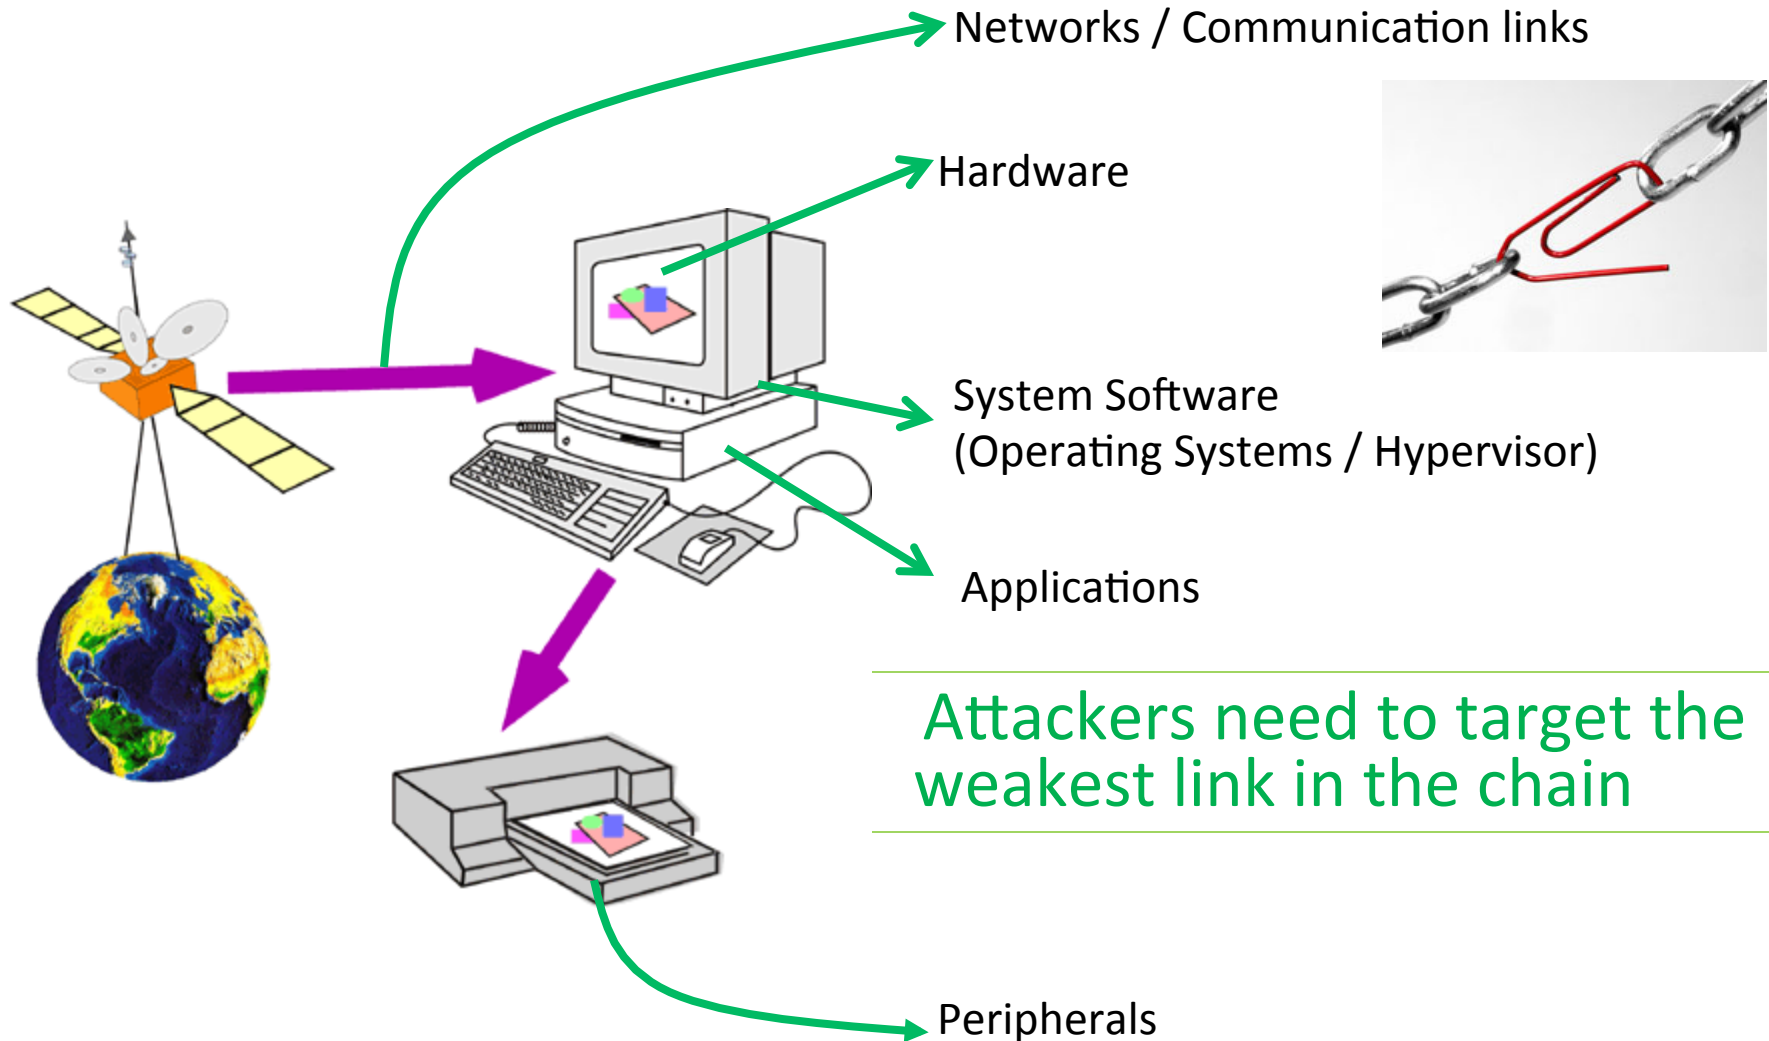 Networks / Communication links
Hardware
System Software
(Operating Systems / Hypervisor)
Applications
Attackers need to target the
weakest link in the chain
Peripherals